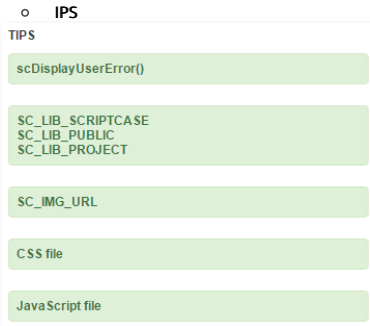 IPS
TIPS
scDisplayUserError()
SC_LIB_SCRIPTCASE
SC_LIB_PUBLIC
SC_LIB_PROJECT
SC_IMG_URL
CSS file
JavaScript file